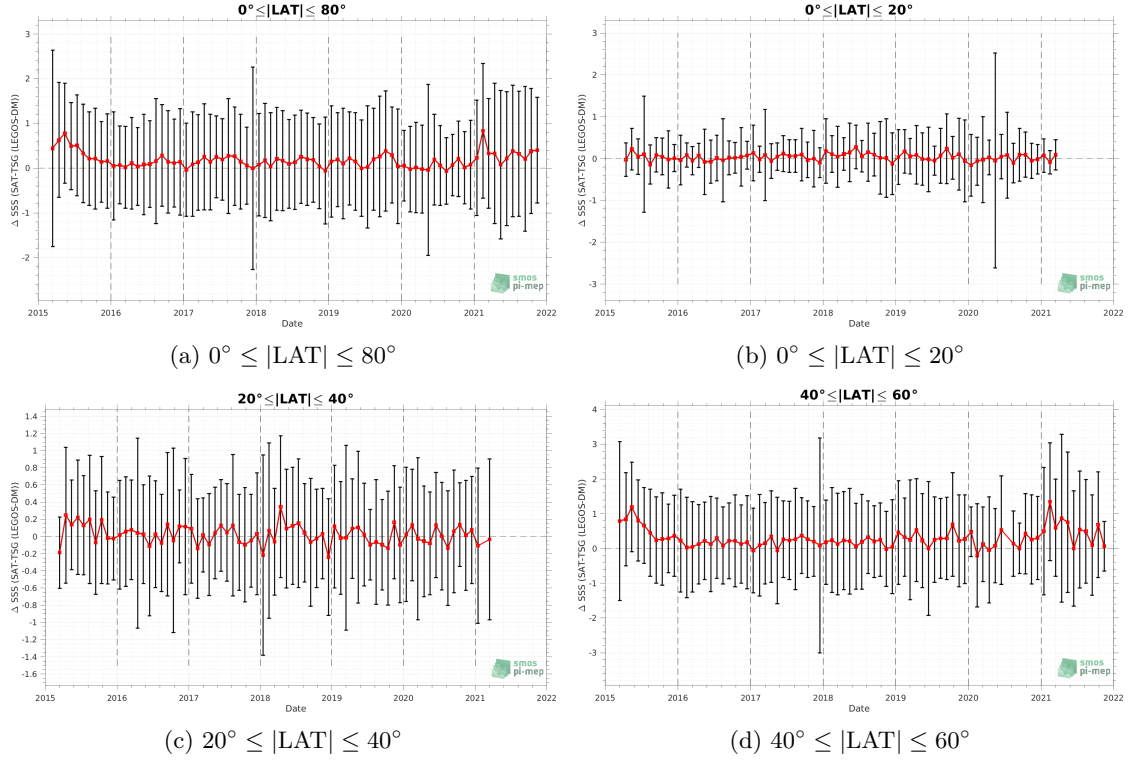 0°≤|LAT|≤ 80°
Δ SSS (SAT-TSG (LEGOS-DM))
3
2
1
0
-1
-2
2015 2016 2017 2018 2019 2020 2021 2022
Date
smos
pi-mep
(a) 0° ≤ |LAT| ≤ 80°
0°≤|LAT|≤ 20°
Δ SSS (SAT-TSG (LEGOS-DM))
3
2
1
0
-1
-2
-3
2015 2016 2017 2018 2019 2020 2021 2022
Date
smos
pi-mep
(b) 0° ≤ |LAT| ≤ 20°
20°≤|LAT|≤ 40°
Δ SSS (SAT-TSG (LEGOS-DM))
1.4
1.2
1
0.8
0.6
0.4
0.2
0
-0.2
-0.4
-0.6
-0.8
-1
-1.2
-1.4
-1.6
2015 2016 2017 2018 2019 2020 2021 2022
Date
smos
pi-mep
(c) 20° ≤ |LAT| ≤ 40°
40°≤|LAT|≤ 60°
Δ SSS (SAT-TSG (LEGOS-DM))
4
3
2
1
0
-1
-2
-3
2015 2016 2017 2018 2019 2020 2021 2022
Date
smos
pi-mep
(d) 40° ≤ |LAT| ≤ 60°